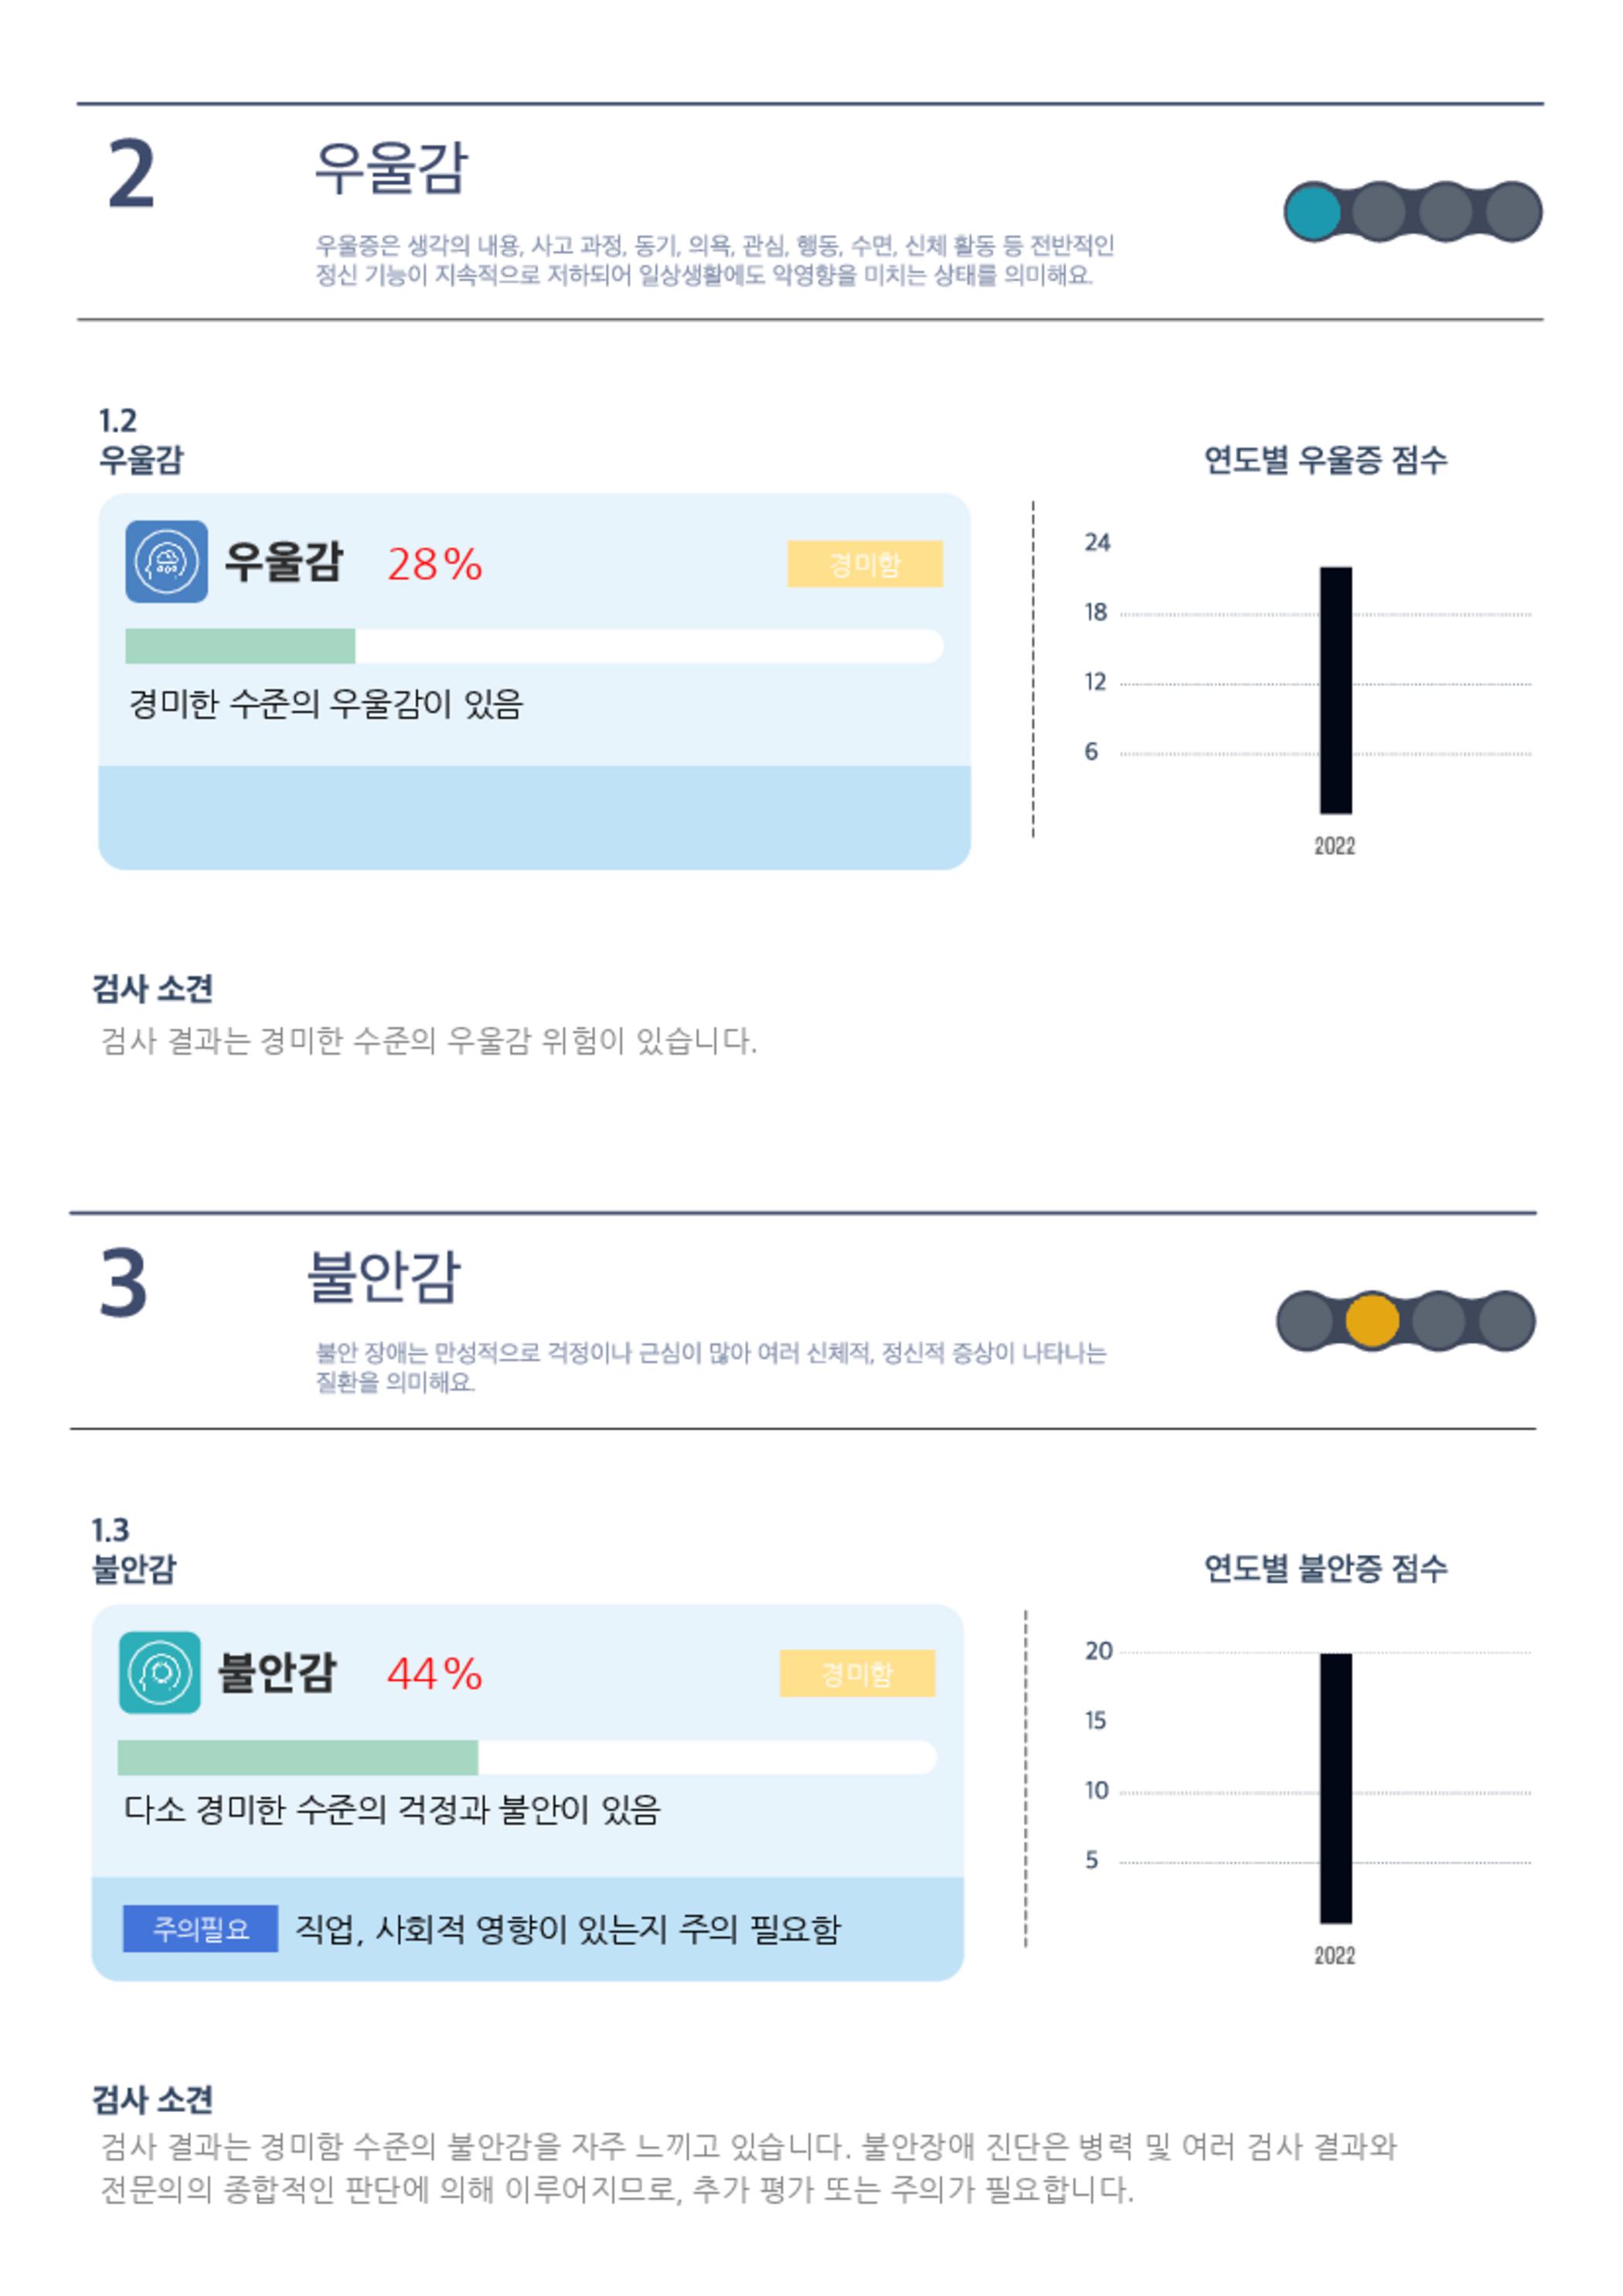 2
우울감
우울증은 생각의 내용, 사고 과정, 동기, 의욕, 관심, 행동, 수면, 신체 활동 등 전반적인
정신 기능이 지속적으로 저하되어 일상생활에도 악영향을 미치는 상태를 의미해요.
1.2
우울감
우울감 28% 경미함
경미한 수준의 우울감이 있음
연도별 우울증 점수
24
18
12
6
2022
검사 소견
검사 결과는 경미한 수준의 우울감 위험이 있습니다.
3
불안감
불안 장애는 만성적으로 걱정이나 근심이 많아 여러 신체적, 정신적 증상이 나타나는
질환을 의미해요.
1.3
불안감
불안감 44% 경미함
다소 경미한 수준의 걱정과 불안이 있음
주의필요 직업, 사회적 영향이 있는지 주의 필요함
연도별 불안증 점수
20
15
10
5
2022
검사 소견
검사 결과는 경미함 수준의 불안감을 자주 느끼고 있습니다. 불안장애 진단은 병력 및 여러 검사 결과와
전문의의 종합적인 판단에 의해 이루어지므로, 추가 평가 또는 주의가 필요합니다.